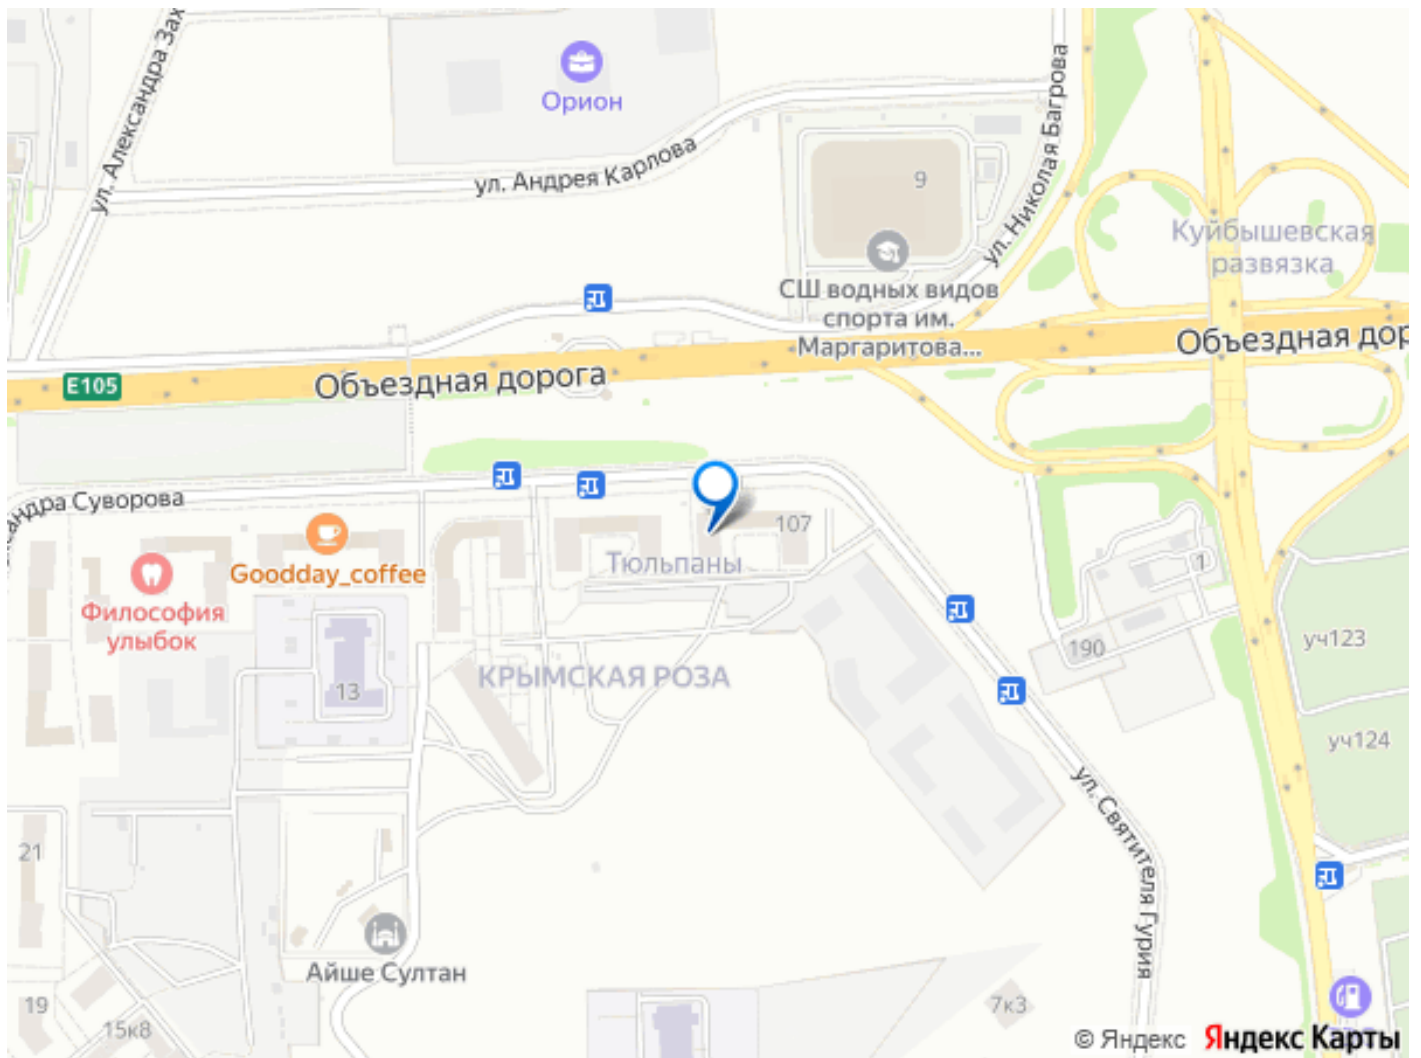 ул. Александра Зах
Орион
ул. Андрея Карлова
9
ул. Николая Багрова
Куйбышевская
развязка
СШ водных видов
спорта им.
Маргаритова...
Объездная дор
E105
Объездная дорога
ксандра Суворова
107
Goodday_coffee
Тюльпаны
1
Философия
улыбок
190
уч123
КРЫМСКАЯ РОЗА
13
уч124
ул. Святителя Гурия
21
Айше Султан
19
15к8
7к3
© Яндекс Яндекс Карты